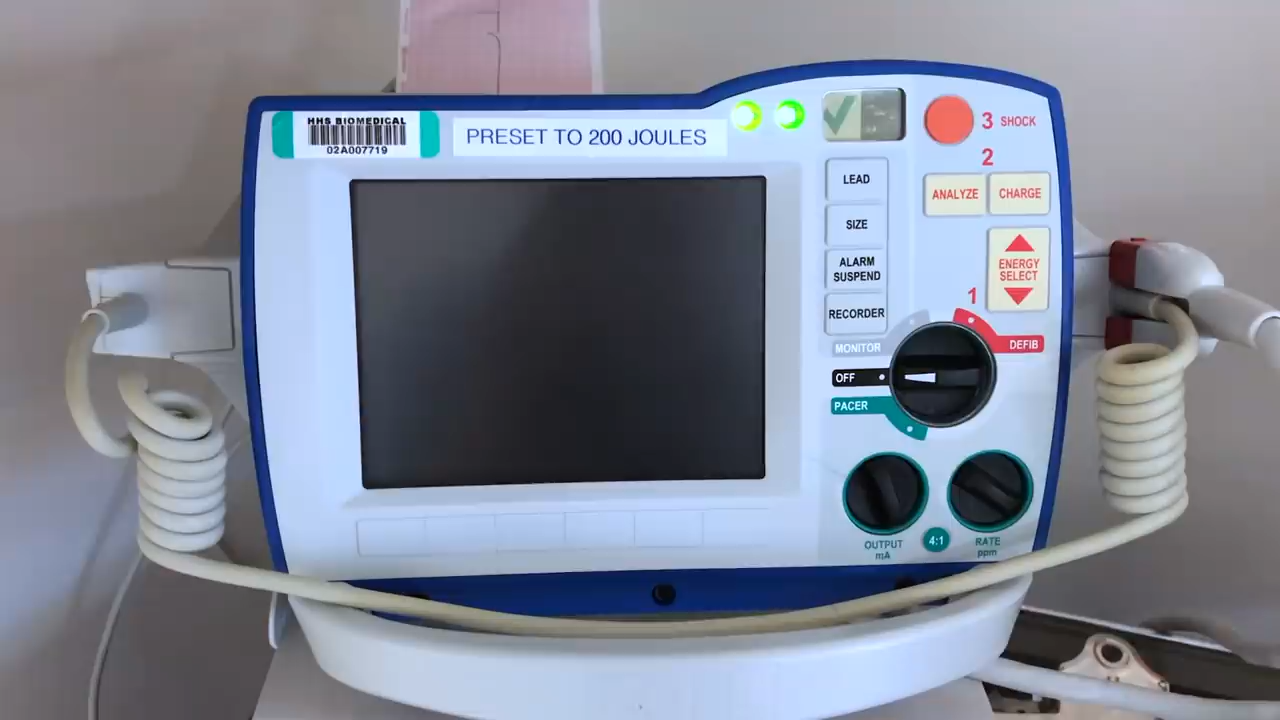 HHS BIOMEDICAL
02A007719
PRESET TO 200 JOULES
3 SHOCK
2
ANALYZE
CHARGE
LEAD
SIZE
ALARM
SUSPEND
RECORDER
ENERGY
SELECT
1
MONITOR
DEFIB
OFF
PACER
OUTPUT
mA
4:1
RATE
ppm